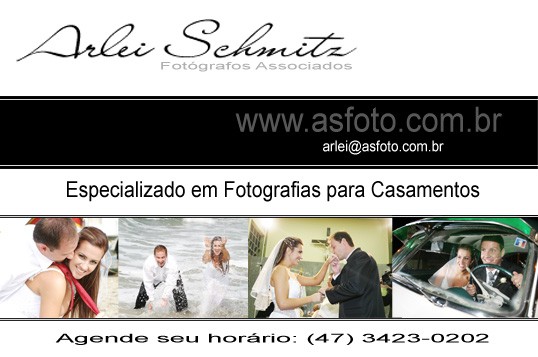 Arlei Schmitz
Fotógrafos Associados
www.asfoto.com.br
arlei@asfoto.com.br
Especializado em Fotografias para Casamentos
Agende seu horário: (47) 3423-0202